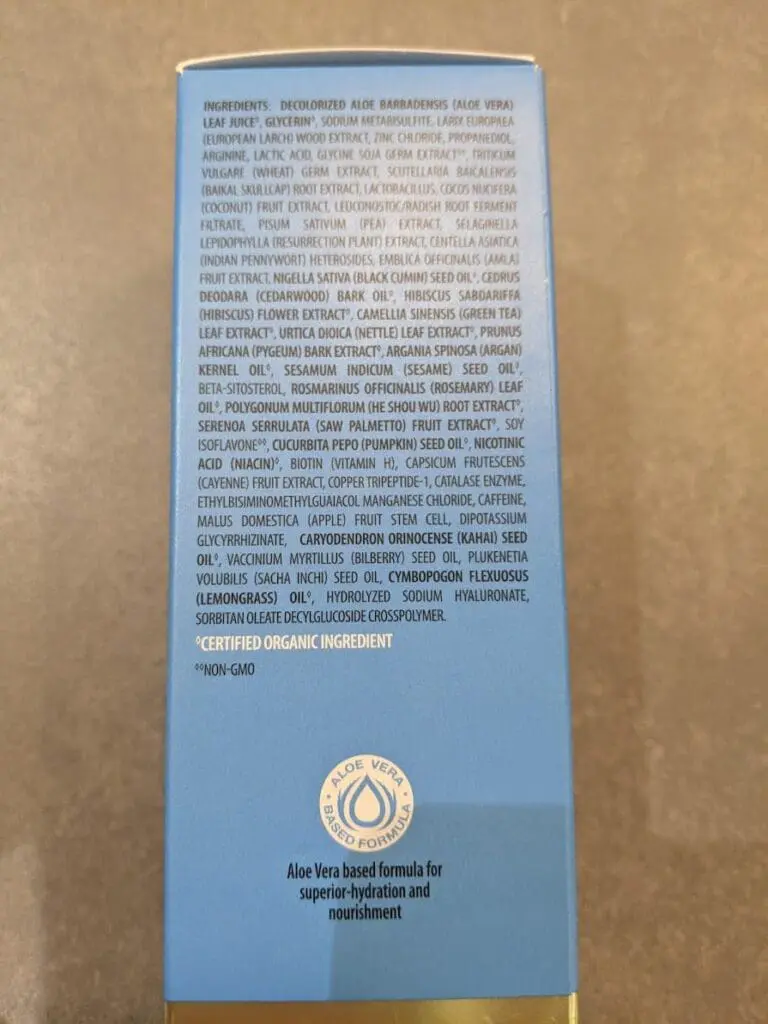 INGREDIENTS: DECOLORIZED ALOE BARBADENSIS (ALOE VERA)
LEAF JUICE◊, GLYCERIN◊, SODIUM METABISULFITE, LARIX EUROPAEA
(EUROPEAN LARCH) WOOD EXTRACT, ZINC CHLORIDE, PROPANEDIOL,
ARGININE, LACTIC ACID, GLYCINE SOJA GERM EXTRACT◊◊, TRITICUM
VULGARE (WHEAT) GERM EXTRACT, SCUTELLARIA BAICALENSIS
(BAIKAL SKULLCAP) ROOT EXTRACT, LACTOBACILLUS, COCOS NUCIFERA
(COCONUT) FRUIT EXTRACT, LEUCONOSTOC/RADISH ROOT FERMENT
FILTRATE, PISUM SATIVUM (PEA) EXTRACT, SELAGINELLA
LEPIDOPHYLLA (RESURRECTION PLANT) EXTRACT, CENTELLA ASIATICA
(INDIAN PENNYWORT) HETEROSIDES, EMBLICA OFFICINALIS (AMLA)
FRUIT EXTRACT, NIGELLA SATIVA (BLACK CUMIN) SEED OIL◊, CEDRUS
DEODARA (CEDARWOOD) BARK OIL◊, HIBISCUS SABDARIFFA
(HIBISCUS) FLOWER EXTRACT◊, CAMELLIA SINENSIS (GREEN TEA)
LEAF EXTRACT◊, URTICA DIOICA (NETTLE) LEAF EXTRACT◊, PRUNUS
AFRICANA (PYGEUM) BARK EXTRACT◊, ARGANIA SPINOSA (ARGAN)
KERNEL OIL◊, SESAMUM INDICUM (SESAME) SEED OIL◊,
BETA-SITOSTEROL, ROSMARINUS OFFICINALIS (ROSEMARY) LEAF
OIL◊, POLYGONUM MULTIFLORUM (HE SHOU WU) ROOT EXTRACT◊,
SERENOA SERRULATA (SAW PALMETTO) FRUIT EXTRACT◊, SOY
ISOFLAVONE◊◊, CUCURBITA PEPO (PUMPKIN) SEED OIL◊, NICOTINIC
ACID (NIACIN)◊, BIOTIN (VITAMIN H), CAPSICUM FRUTESCENS
(CAYENNE) FRUIT EXTRACT, COPPER TRIPEPTIDE-1, CATALASE ENZYME,
ETHYLBISIMINOMETHYLGUAIACOL MANGANESE CHLORIDE, CAFFEINE,
MALUS DOMESTICA (APPLE) FRUIT STEM CELL, DIPOTASSIUM
GLYCYRRHIZINATE, CARYODENDRON ORINOCENSE (KAHAI) SEED
OIL◊, VACCINIUM MYRTILLUS (BILBERRY) SEED OIL, PLUKENETIA
VOLUBILIS (SACHA INCHI) SEED OIL, CYMBOPOGON FLEXUOSUS
(LEMONGRASS) OIL◊, HYDROLYZED SODIUM HYALURONATE,
SORBITAN OLEATE DECYLGLUCOSIDE CROSSPOLYMER.
◊CERTIFIED ORGANIC INGREDIENT
◊◊NON-GMO
ALOE VERA
BASED FORMULA
Aloe Vera based formula for
superior-hydration and
nourishment